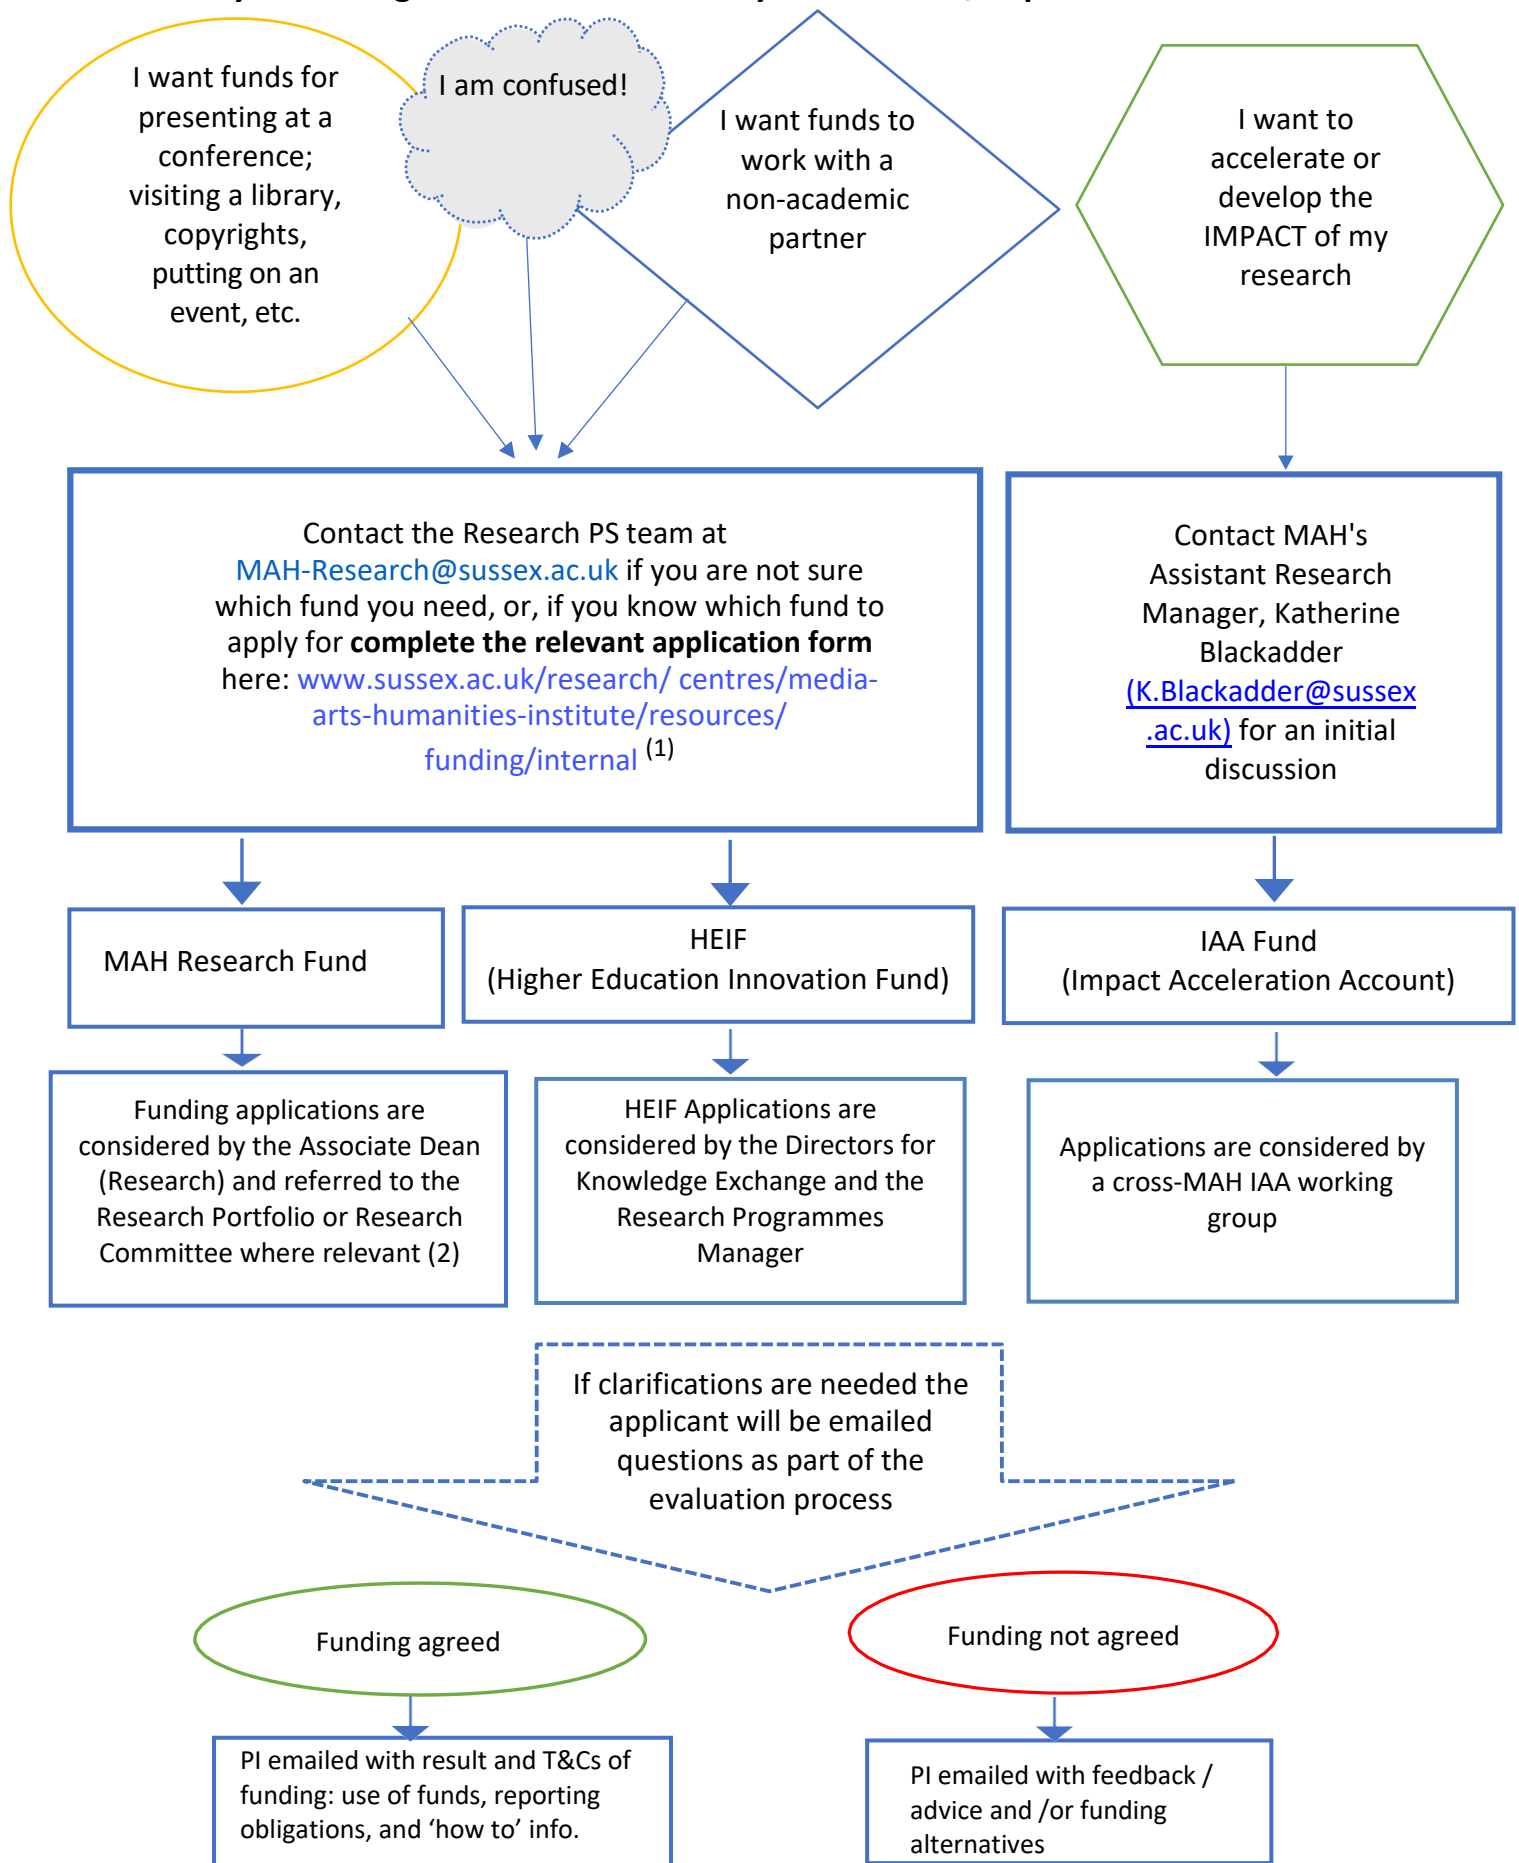 I want funds for
presenting at a
conference;
visiting a library,
copyrights,
putting on an
event, etc.
I am confused!
I want funds to
work with a
non-academic
partner
I want to
accelerate or
develop the
IMPACT of my
research
Contact the Research PS team at
MAH-Research@sussex.ac.uk if you are not sure
which fund you need, or, if you know which fund to
apply for complete the relevant application form
here: www.sussex.ac.uk/research/ centres/media-
arts-humanities-institute/resources/
funding/internal (1)
Contact MAH's
Assistant Research
Manager, Katherine
Blackadder
(K.Blackadder@sussex
.ac.uk) for an initial
discussion
MAH Research Fund
HEIF
(Higher Education Innovation Fund)
IAA Fund
(Impact Acceleration Account)
Funding applications are
considered by the Associate Dean
(Research) and referred to the
Research Portfolio or Research
Committee where relevant (2)
HEIF Applications are
considered by the Directors for
Knowledge Exchange and the
Research Programmes
Manager
Applications are considered by
a cross-MAH IAA working
group
If clarifications are needed the
applicant will be emailed
questions as part of the
evaluation process
Funding agreed
Funding not agreed
PI emailed with result and T&Cs of
funding: use of funds, reporting
obligations, and ‘how to’ info.
PI emailed with feedback /
advice and /or funding
alternatives